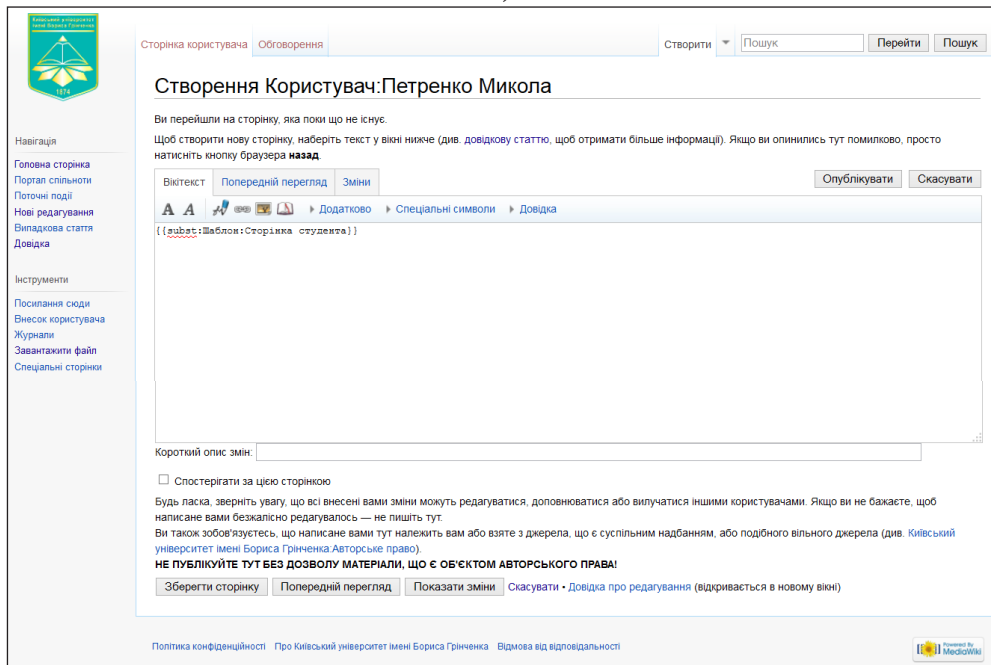 Київський університет
імені Бориса Грінченка
1874
Сторінка користувача Обговорення
Створити Пошук Перейти Пошук
Створення Користувач:Петренко Микола
Ви перейшли на сторінку, яка поки що не існує.
Щоб створити нову сторінку, наберіть текст у вікні нижче (див. довідкову статтю, щоб отримати більше інформації). Якщо ви опинились тут помилково, просто
натисніть кнопку браузера назад.
Навігація
Головна сторінка
Портал спільноти
Поточні події
Нові редагування
Випадкова стаття
Довідка
Інструменти
Посилання сюди
Внесок користувача
Журнали
Завантажити файл
Спеціальні сторінки
Вікітекст Попередній перегляд Зміни Опублікувати Скасувати
A A Додатково Спеціальні символи Довідка
{{subst:Шаблон:Сторінка студента}}
Короткий опис змін:
Спостерігати за цією сторінкою
Будь ласка, зверніть увагу, що всі внесені вами зміни можуть редагуватися, доповнюватися або вилучатися іншими користувачами. Якщо ви не бажаєте, щоб
написане вами безжалісно редагувалось — не пишіть тут.
Ви також зобов'язуєтесь, що написане вами тут належить вам або взяте з джерела, що є суспільним надбанням, або подібного вільного джерела (див. Київський
університет імені Бориса Грінченка:Авторське право).
НЕ ПУБЛІКУЙТЕ ТУТ БЕЗ ДОЗВОЛУ МАТЕРІАЛИ, ЩО Є ОБ'ЄКТОМ АВТОРСЬКОГО ПРАВА!
Зберегти сторінку Попередній перегляд Показати зміни Скасувати • Довідка про редагування (відкривається в новому вікні)
Політика конфіденційності Про Київський університет імені Бориса Грінченка Відмова від відповідальності
Powered By
MediaWiki